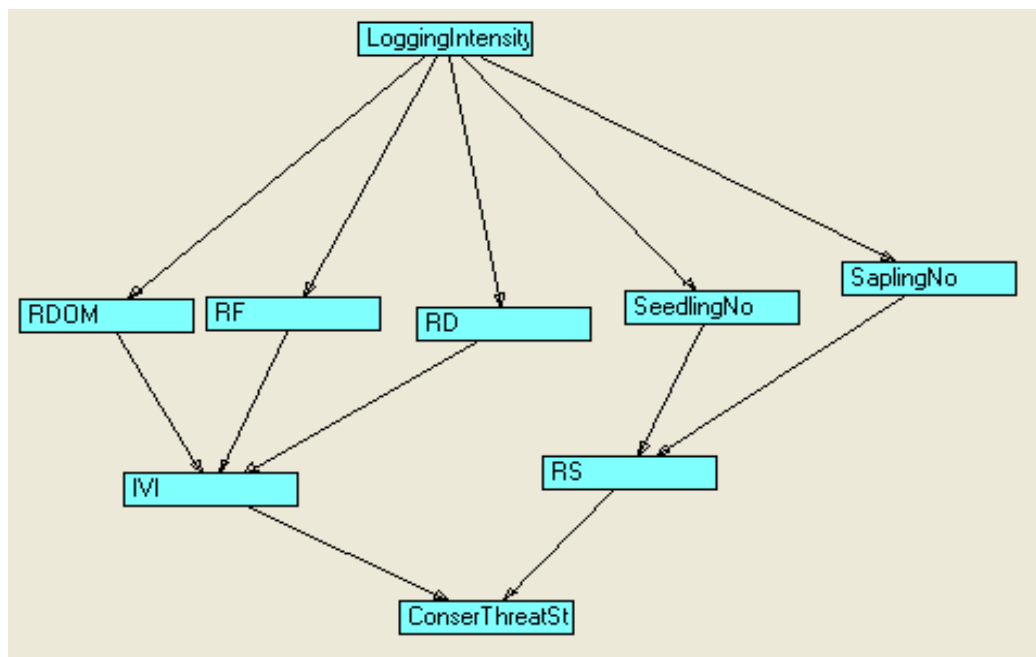 LoggingIntensity
SaplingNo
RDOM
RF
RD
SeedlingNo
IVI
RS
ConserThreatSt